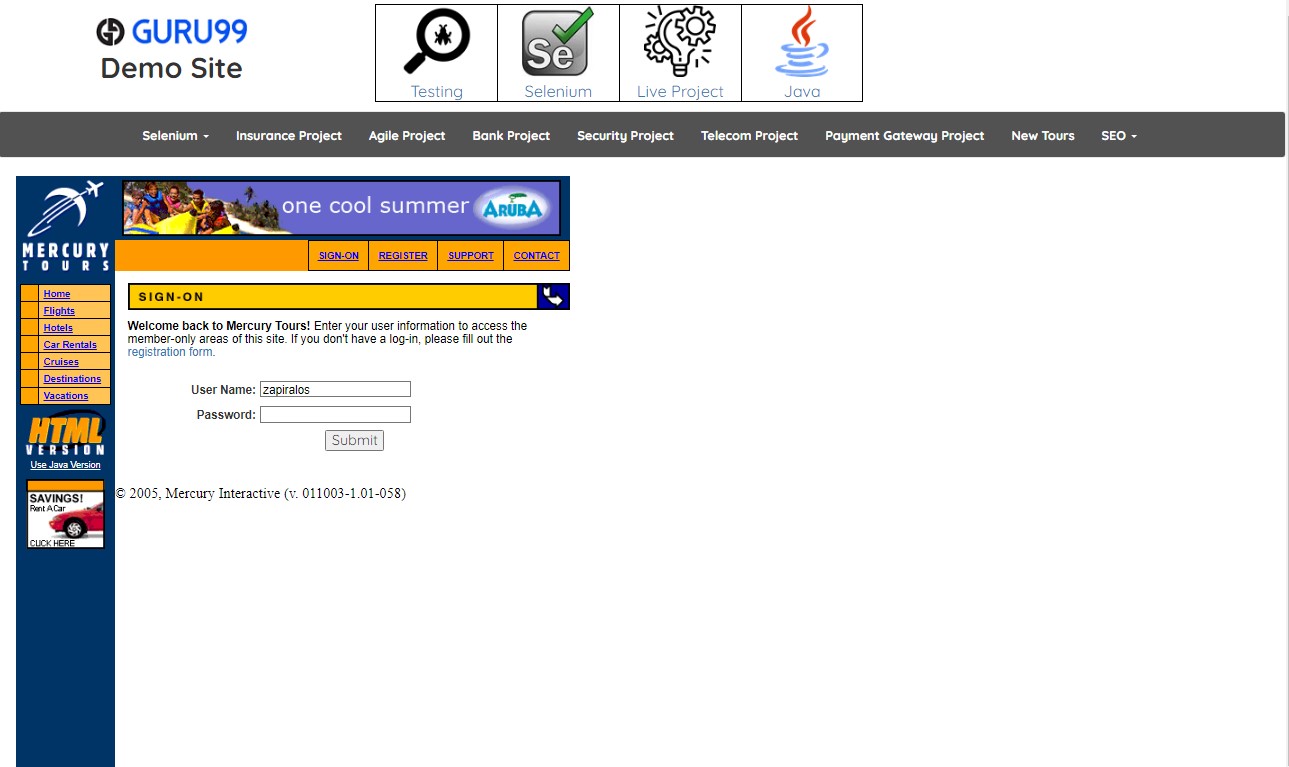 GURU99
Demo Site
Testing
Se
Selenium
Live Project
Java
Selenium
Insurance Project
Agile Project
Bank Project
Security Project
Telecom Project
Payment Gateway Project
New Tours
SEO
MERCURY
TOURS
one cool summer
ARUBA
SIGN-ON
REGISTER
SUPPORT
CONTACT
Home
Flights
Hotels
Car Rentals
Cruises
Destinations
Vacations
HTML
VERSION
Use Java Version
SAVINGS!
Rent A Car
CLICK HERE
SIGN-ON
Welcome back to Mercury Tours! Enter your user information to access the
member-only areas of this site. If you don't have a log-in, please fill out the
registration form.
User Name: zapiralos
Password:
Submit
© 2005, Mercury Interactive (v. 011003-1.01-058)